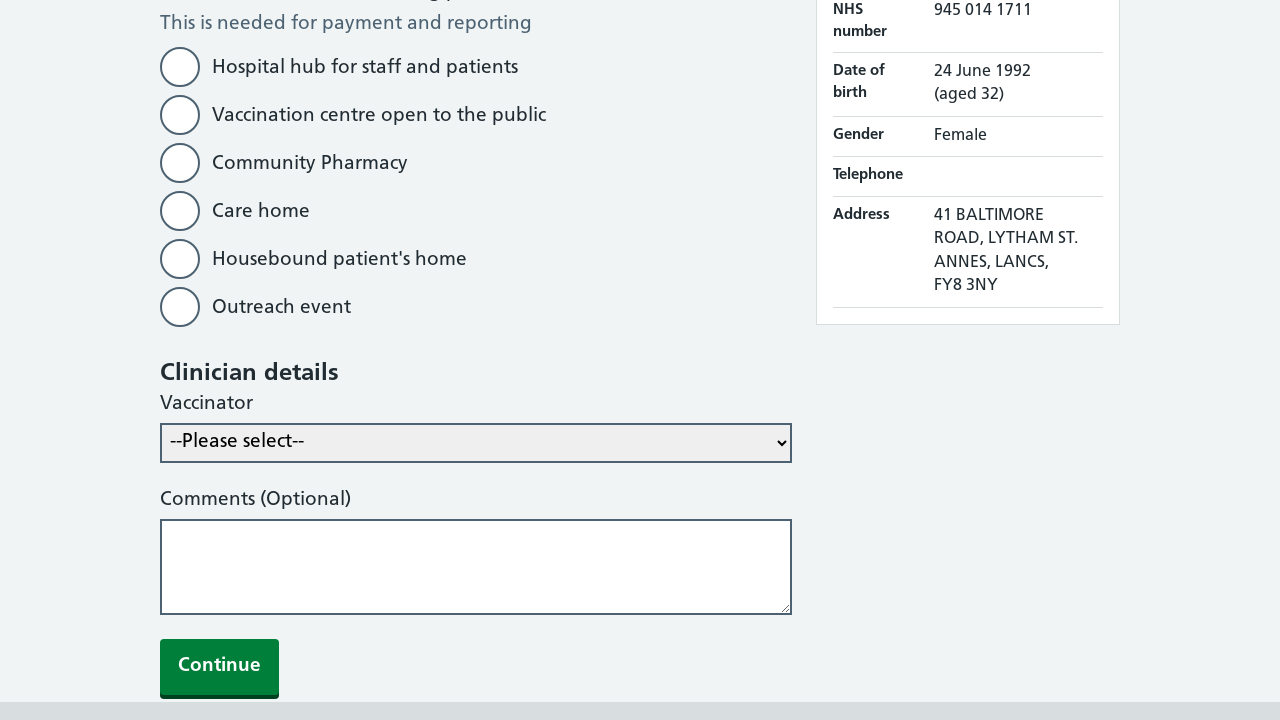 This is needed for payment and reporting
Hospital hub for staff and patients
Vaccination centre open to the public
Community Pharmacy
Care home
Housebound patient's home
Outreach event
Clinician details
Vaccinator
--Please select--
Comments (Optional)
Continue
NHS number 945 014 1711
Date of birth 24 June 1992 (aged 32)
Gender Female
Telephone
Address 41 BALTIMORE
ROAD, LYTHAM ST.
ANNES, LANCS,
FY8 3NY